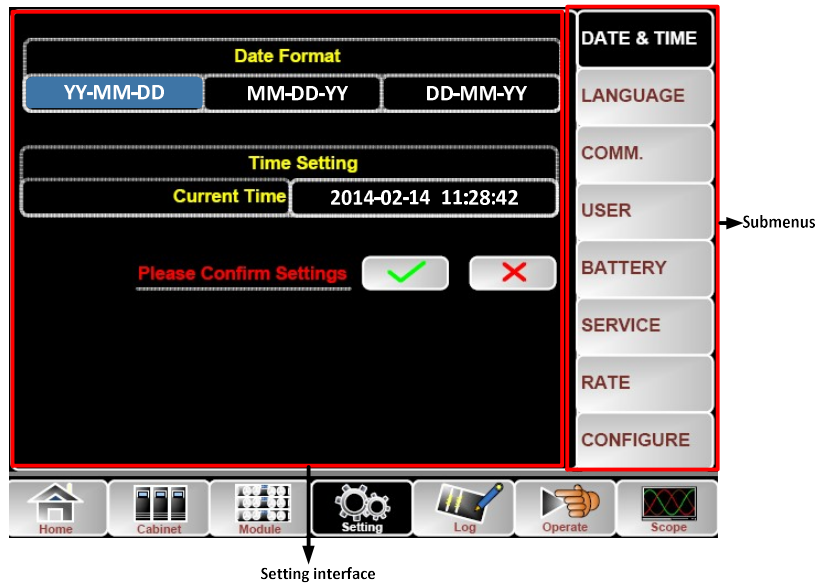 Date Format
YY-MM-DD MM-DD-YY DD-MM-YY
Time Setting
Current Time 2014-02-14 11:28:42
Please Confirm Settings
DATE & TIME
LANGUAGE
COMM.
USER
BATTERY
SERVICE
RATE
CONFIGURE
Submenus
Home Cabinet Module Setting Log Operate Scope
Setting interface